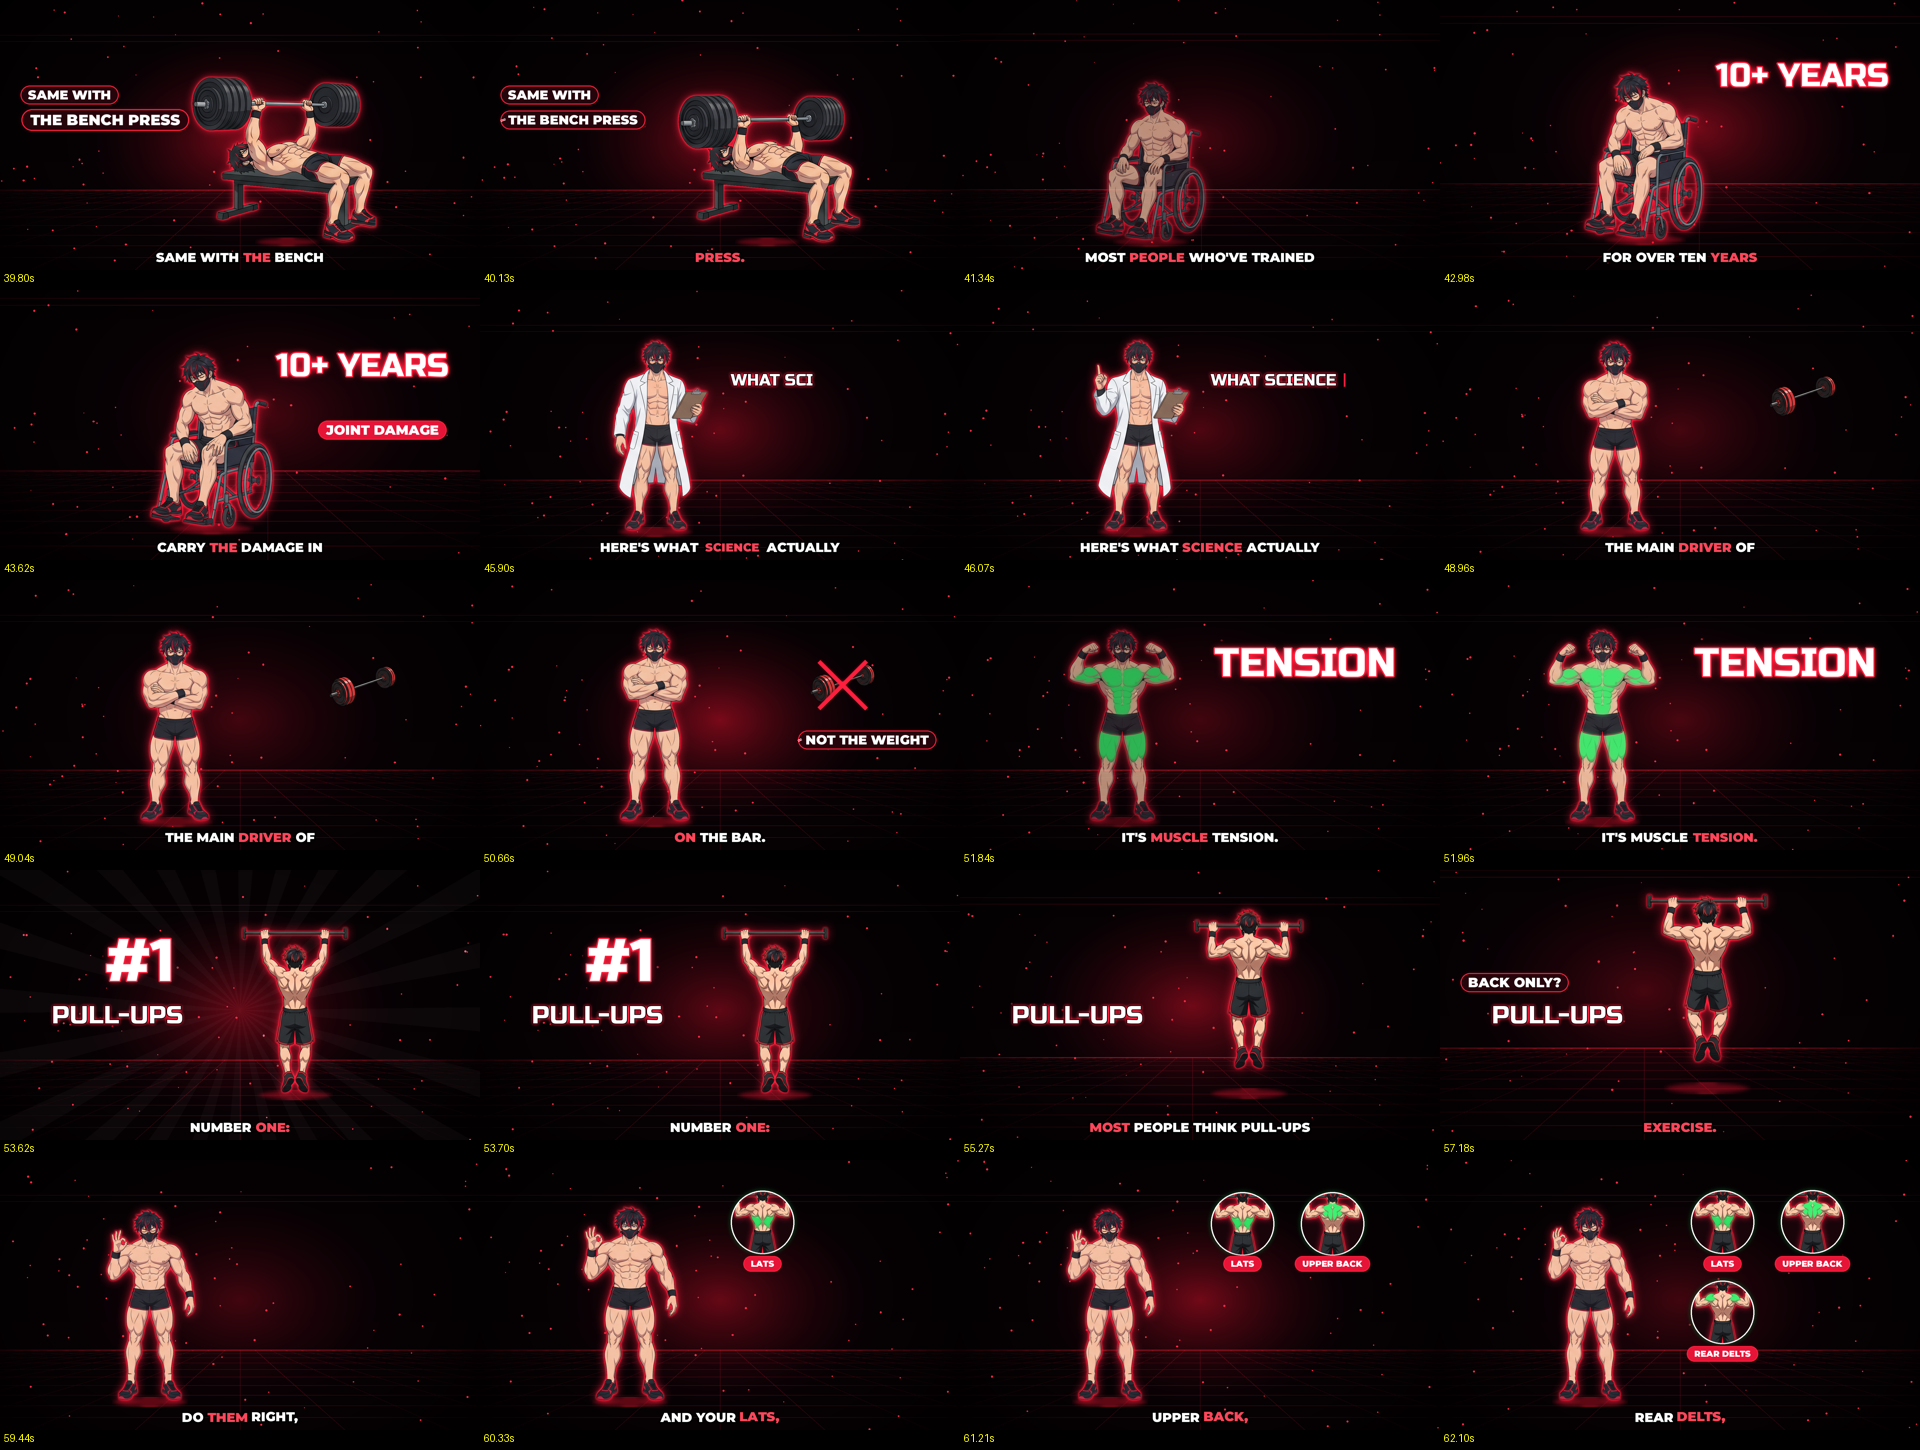 SAME WITH
THE BENCH PRESS
SAME WITH THE BENCH
39.80s
SAME WITH
THE BENCH PRESS
PRESS.
40.13s
MOST PEOPLE WHO'VE TRAINED
41.34s
10+ YEARS
FOR OVER TEN YEARS
42.98s
10+ YEARS
JOINT DAMAGE
CARRY THE DAMAGE IN
43.62s
WHAT SCI
HERE'S WHAT SCIENCE ACTUALLY
45.90s
WHAT SCIENCE
HERE'S WHAT SCIENCE ACTUALLY
46.07s
THE MAIN DRIVER OF
48.96s
THE MAIN DRIVER OF
49.04s
NOT THE WEIGHT
ON THE BAR.
50.66s
TENSION
IT'S MUSCLE TENSION.
51.84s
TENSION
IT'S MUSCLE TENSION.
51.96s
#1
PULL-UPS
NUMBER ONE:
53.62s
#1
PULL-UPS
NUMBER ONE:
53.70s
PULL-UPS
MOST PEOPLE THINK PULL-UPS
55.27s
BACK ONLY?
PULL-UPS
EXERCISE.
57.18s
DO THEM RIGHT,
59.44s
LATS
AND YOUR LATS,
60.33s
LATS
UPPER BACK
UPPER BACK,
61.21s
LATS
UPPER BACK
REAR DELTS
REAR DELTS,
62.10s